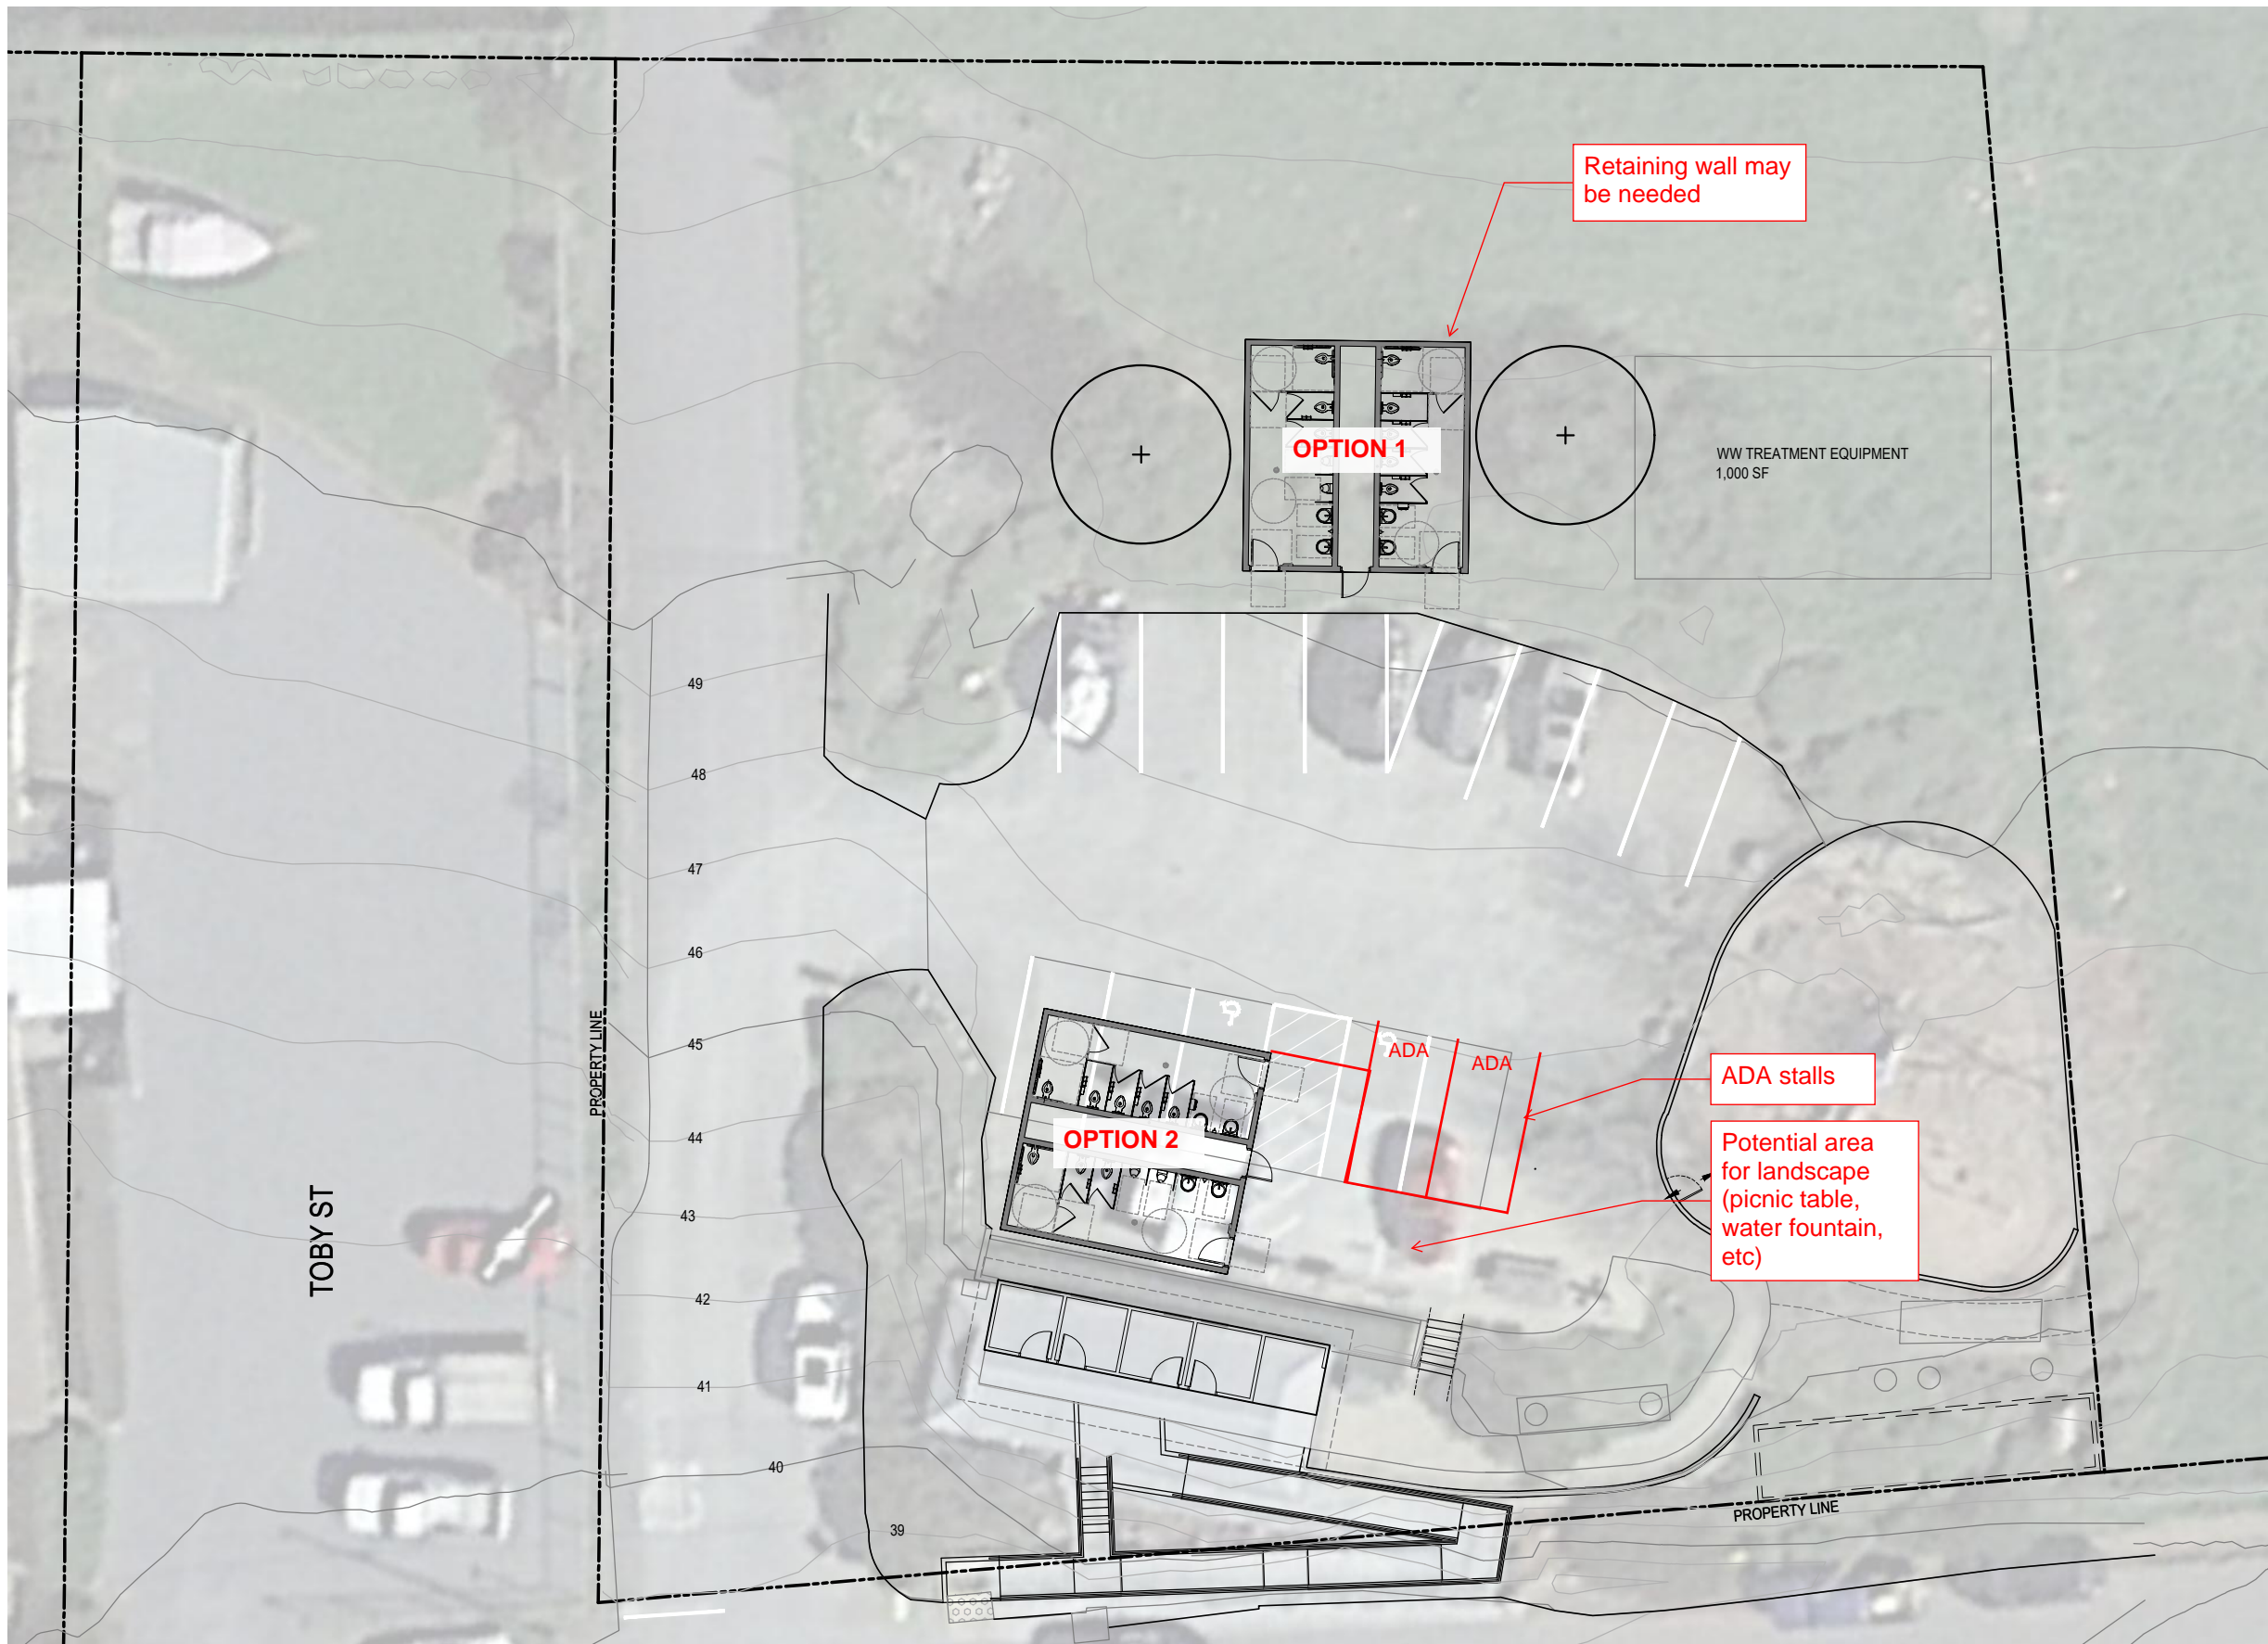 Retaining wall may
be needed
OPTION 1
WW TREATMENT EQUIPMENT
1,000 SF
49
48
47
46
45
44
43
42
41
40
39
PROPERTY LINE
TOBY ST
ADA
ADA
OPTION 2
ADA stalls
Potential area
for landscape
(picnic table,
water fountain,
etc)
PROPERTY LINE